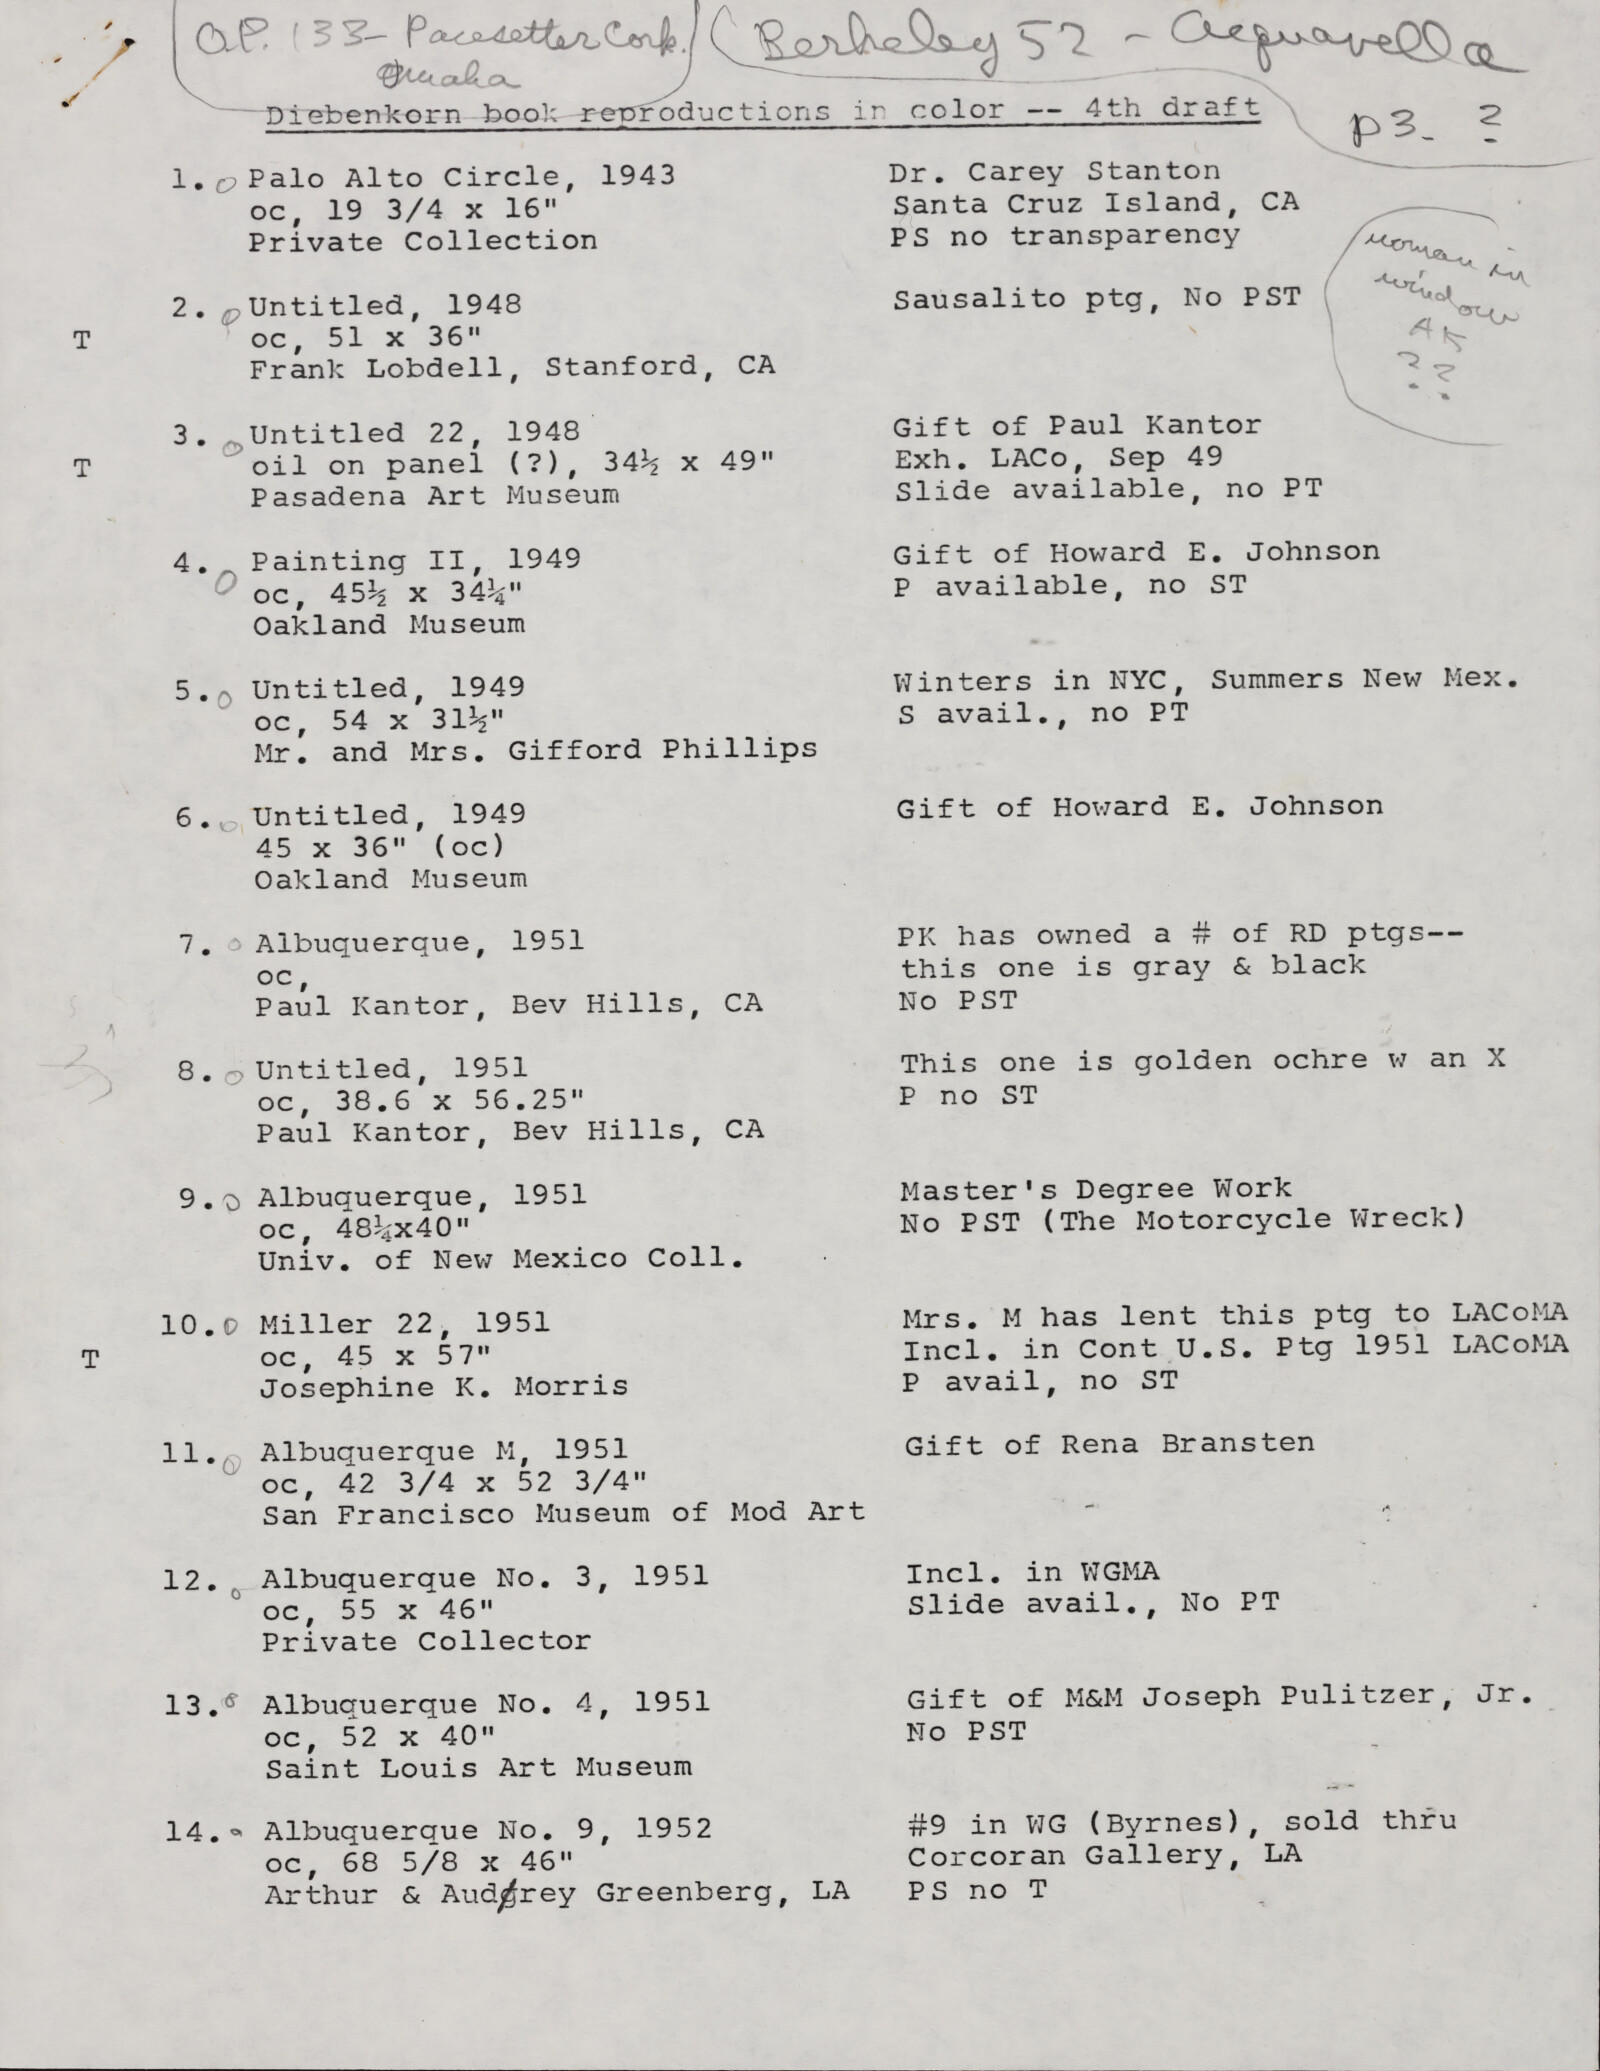 O.P. 133 - Pacesetter Corp.
Omaha
Berkeley 52 - Acquavella
p3- ?
Diebenkorn book reproductions in color -- 4th draft
woman in
window
AK
??
1. Palo Alto Circle, 1943 Dr. Carey Stanton
oc, 19 3/4 x 16" Santa Cruz Island, CA
Private Collection PS no transparency
2. Untitled, 1948 Sausalito ptg, No PST
T oc, 51 x 36"
Frank Lobdell, Stanford, CA
3. Untitled 22, 1948 Gift of Paul Kantor
T oil on panel (?), 34½ x 49" Exh. LACo, Sep 49
Pasadena Art Museum Slide available, no PT
4. Painting II, 1949 Gift of Howard E. Johnson
oc, 45½ x 34¼" P available, no ST
Oakland Museum
5. Untitled, 1949 Winters in NYC, Summers New Mex.
oc, 54 x 31½" S avail., no PT
Mr. and Mrs. Gifford Phillips
6. Untitled, 1949 Gift of Howard E. Johnson
45 x 36" (oc)
Oakland Museum
7. Albuquerque, 1951 PK has owned a # of RD ptgs--
oc, this one is gray & black
Paul Kantor, Bev Hills, CA No PST
8. Untitled, 1951 This one is golden ochre w an X
oc, 38.6 x 56.25" P no ST
Paul Kantor, Bev Hills, CA
9. Albuquerque, 1951 Master's Degree Work
oc, 48¼x40" No PST (The Motorcycle Wreck)
Univ. of New Mexico Coll.
10. Miller 22, 1951 Mrs. M has lent this ptg to LACoMA
T oc, 45 x 57" Incl. in Cont U.S. Ptg 1951 LACoMA
Josephine K. Morris P avail, no ST
11. Albuquerque M, 1951 Gift of Rena Bransten
oc, 42 3/4 x 52 3/4"
San Francisco Museum of Mod Art
12. Albuquerque No. 3, 1951 Incl. in WGMA
oc, 55 x 46" Slide avail., No PT
Private Collector
13. Albuquerque No. 4, 1951 Gift of M&M Joseph Pulitzer, Jr.
oc, 52 x 40" No PST
Saint Louis Art Museum
14. Albuquerque No. 9, 1952 #9 in WG (Byrnes), sold thru
oc, 68 5/8 x 46" Corcoran Gallery, LA
Arthur & Audrey Greenberg, LA PS no T